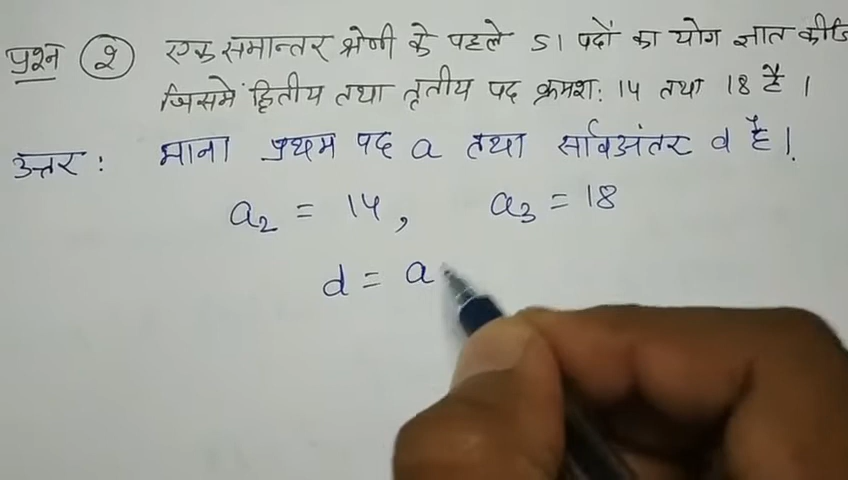 प्रश्न २ एक समान्तर श्रेणी के पहले 51 पदों का योग ज्ञात
जिसमें द्वितीय तथा तृतीय पद क्रमश: 14 तथा 18 है ।
उत्तर : माना प्रथम पद a तथा सार्वअंतर d है ।
a₂ = 14 , a₃ = 18
d = a